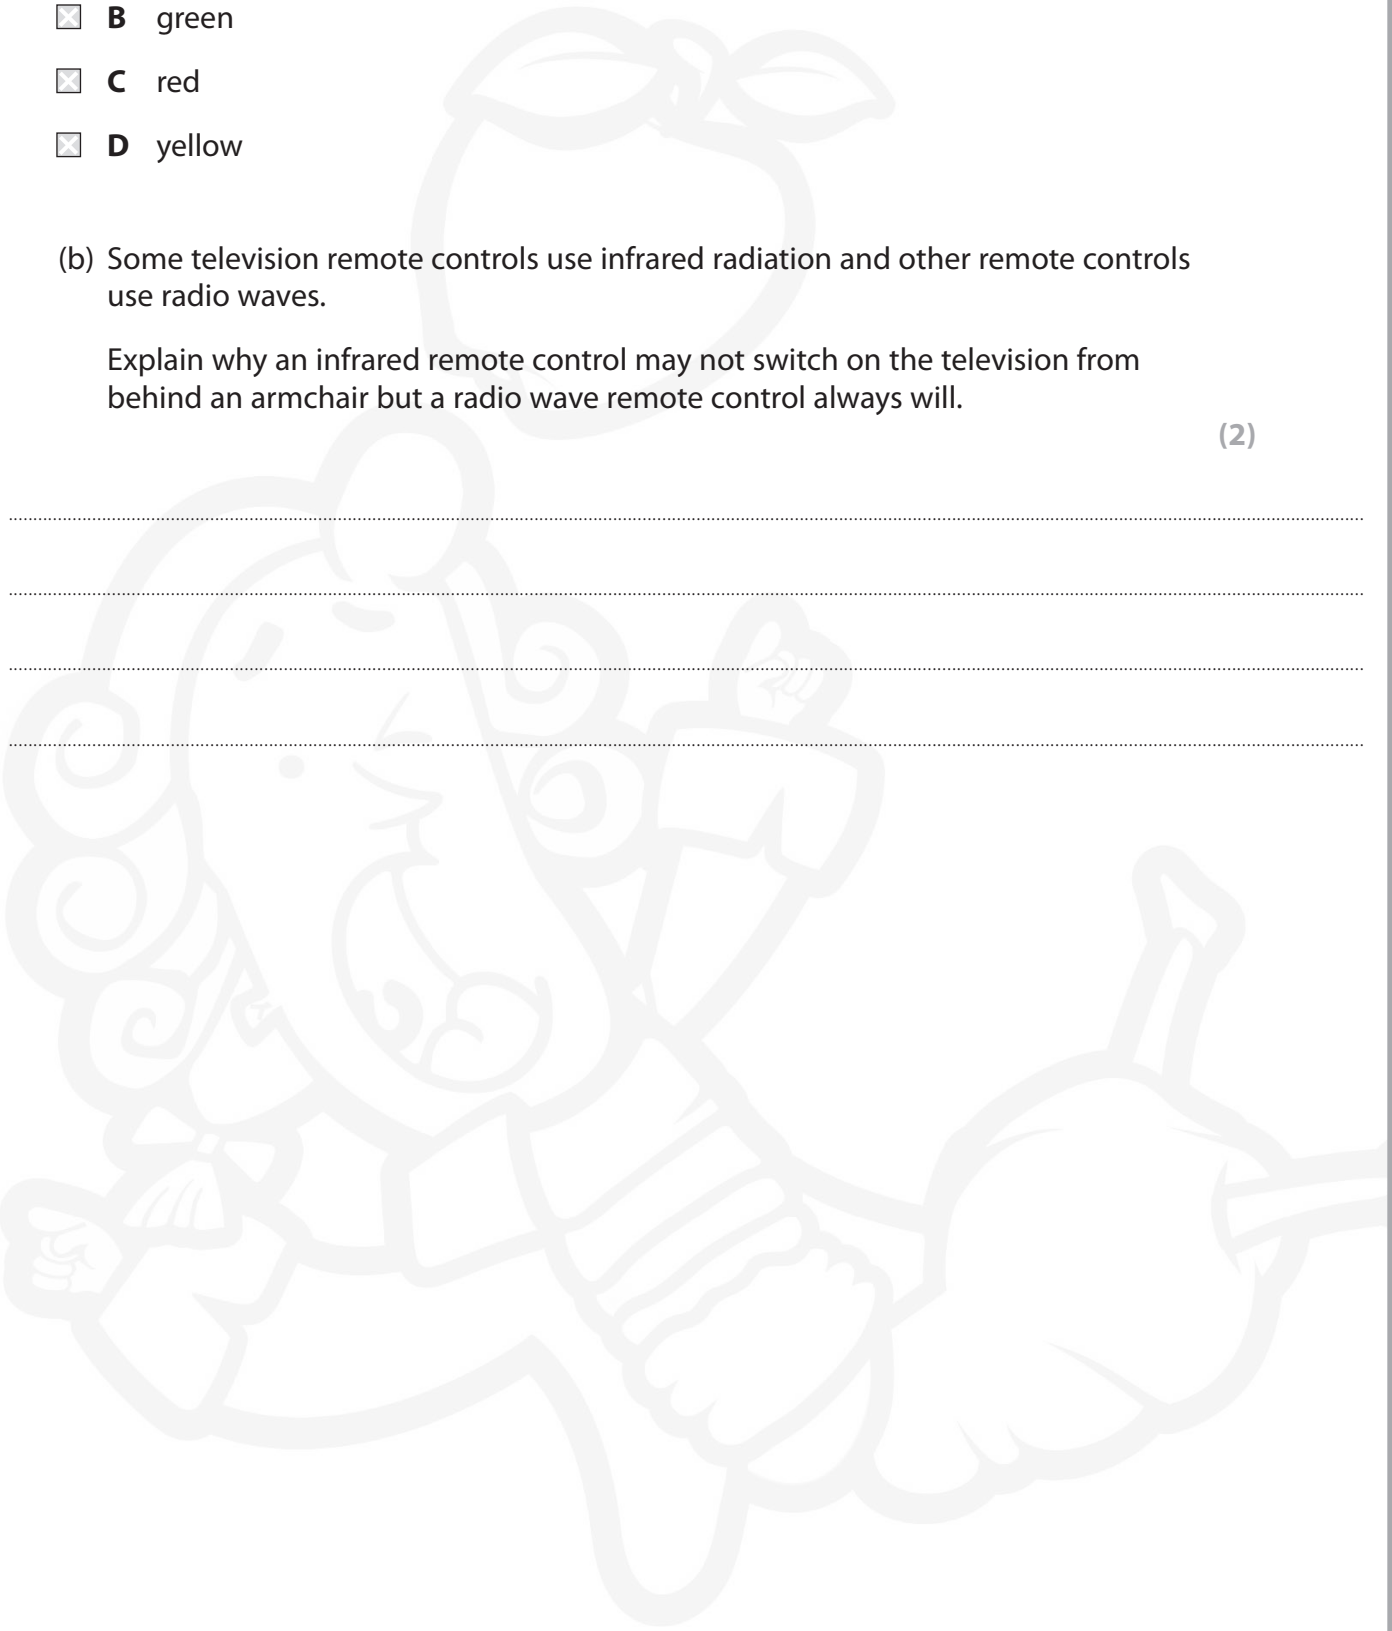 B green
C red
D yellow
(b) Some television remote controls use infrared radiation and other remote controls
use radio waves.
Explain why an infrared remote control may not switch on the television from
behind an armchair but a radio wave remote control always will.
(2)